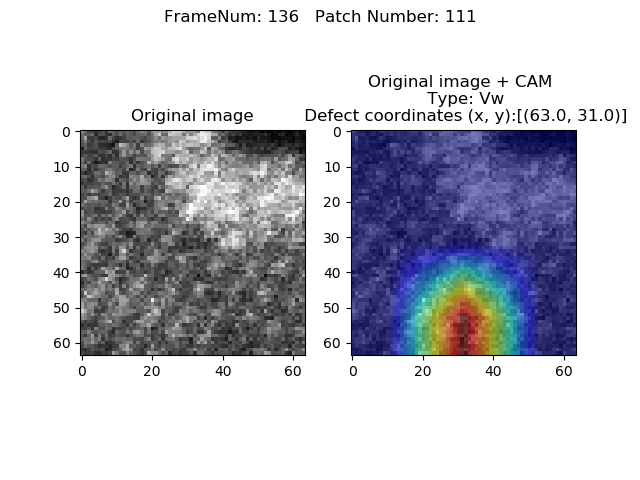 FrameNum: 136   Patch Number: 111
Original image
0
10
20
30
40
50
60
0 20 40 60
Original image + CAM
Type: Vw
Defect coordinates (x, y):[(63.0, 31.0)]
0
10
20
30
40
50
60
0 20 40 60